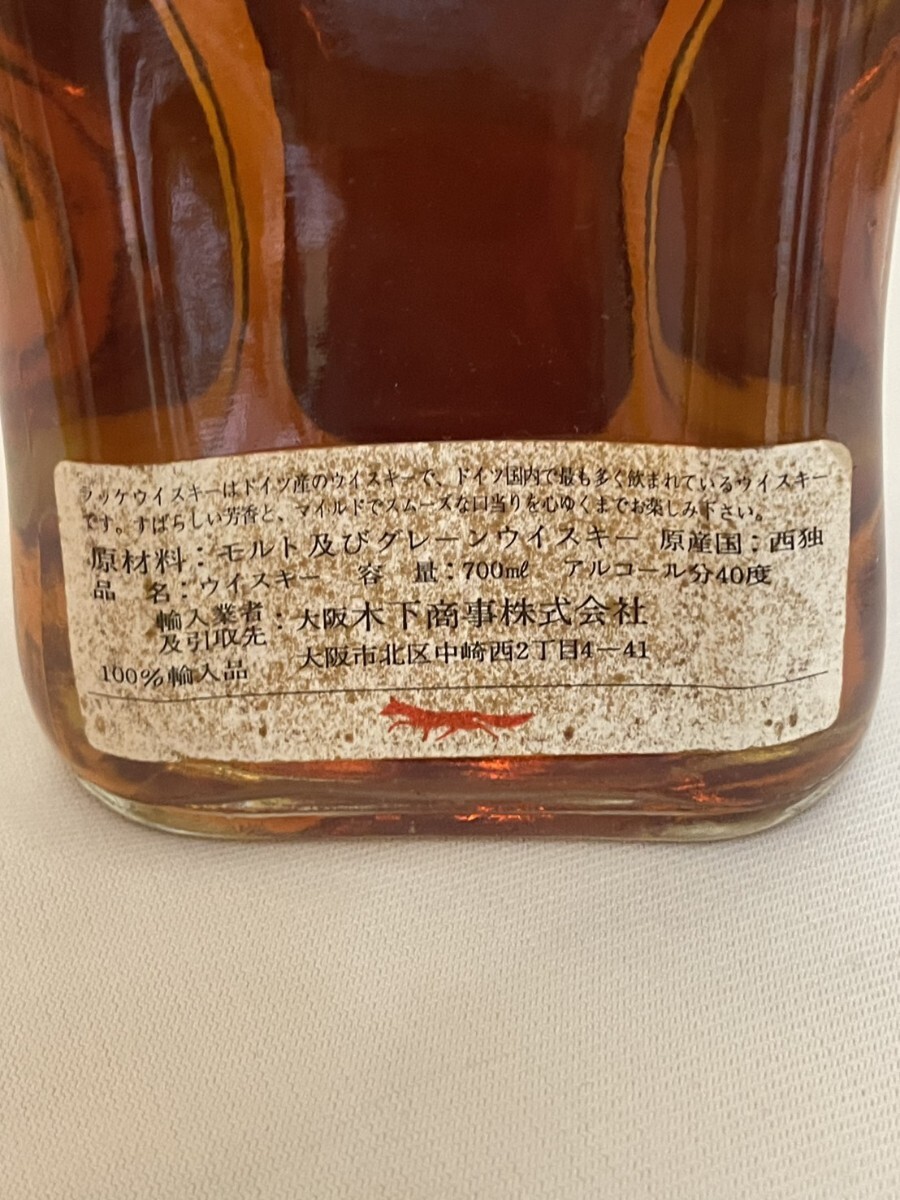 ラッケウイスキーはドイツ産のウイスキーで、ドイツ国内で最も多く飲まれているウイスキー
です。すばらしい芳香と、マイルドでスムーズな口当りを心ゆくまでお楽しみ下さい。
原材料：モルト及びグレーンウイスキー 原産国：西独
品 名：ウイスキー 容 量：700㎖ アルコール分40度
輸入業者
及引取先：大阪木下商事株式会社
大阪市北区中崎西2丁目4−41
100%輸入品